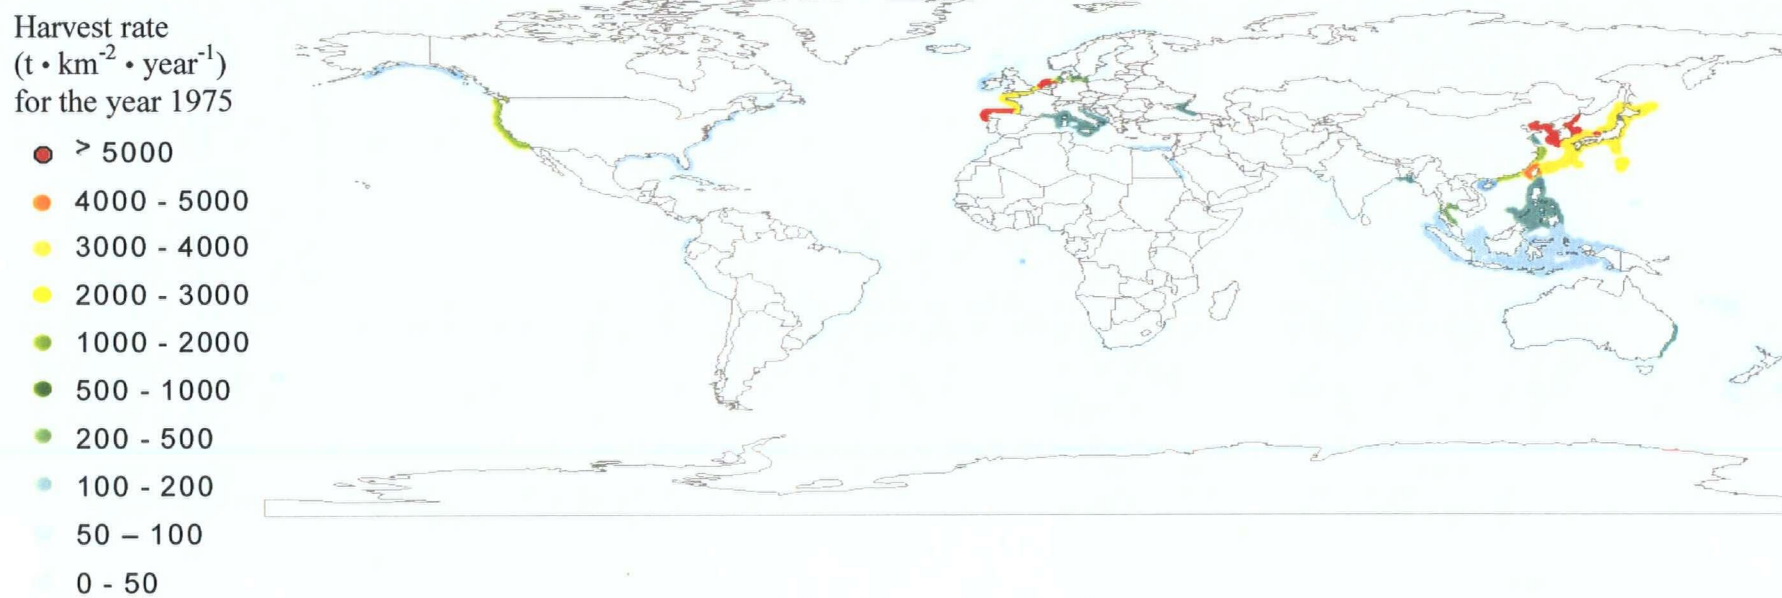 Harvest rate
(t • km⁻² • year⁻¹)
for the year 1975
> 5000
4000 - 5000
3000 - 4000
2000 - 3000
1000 - 2000
500 - 1000
200 - 500
100 - 200
50 – 100
0 - 50